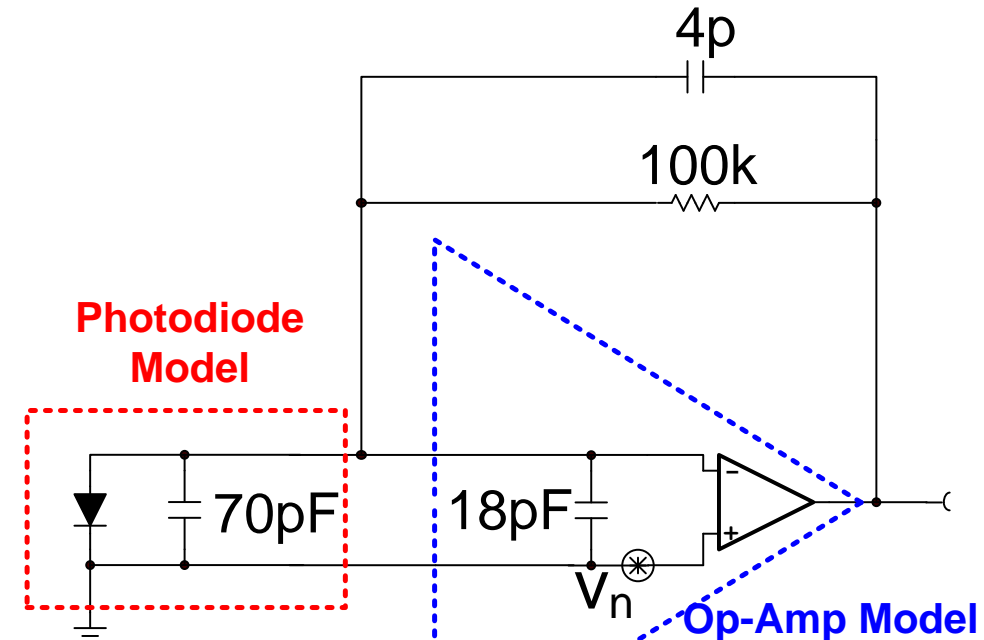 4p
100k
Photodiode
Model
70pF
18pF
−
+
Vn
Op-Amp Model